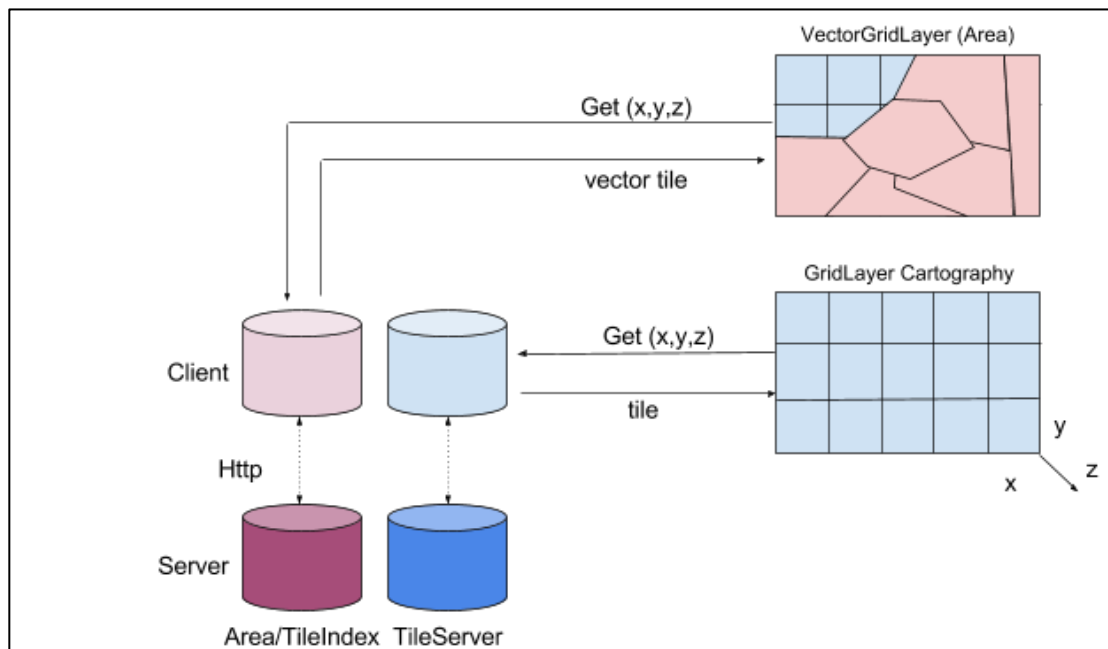 VectorGridLayer (Area)
Get (x,y,z)
vector tile
GridLayer Cartography
Get (x,y,z)
Client
tile
y
Http
x
z
Server
Area/TileIndex
TileServer